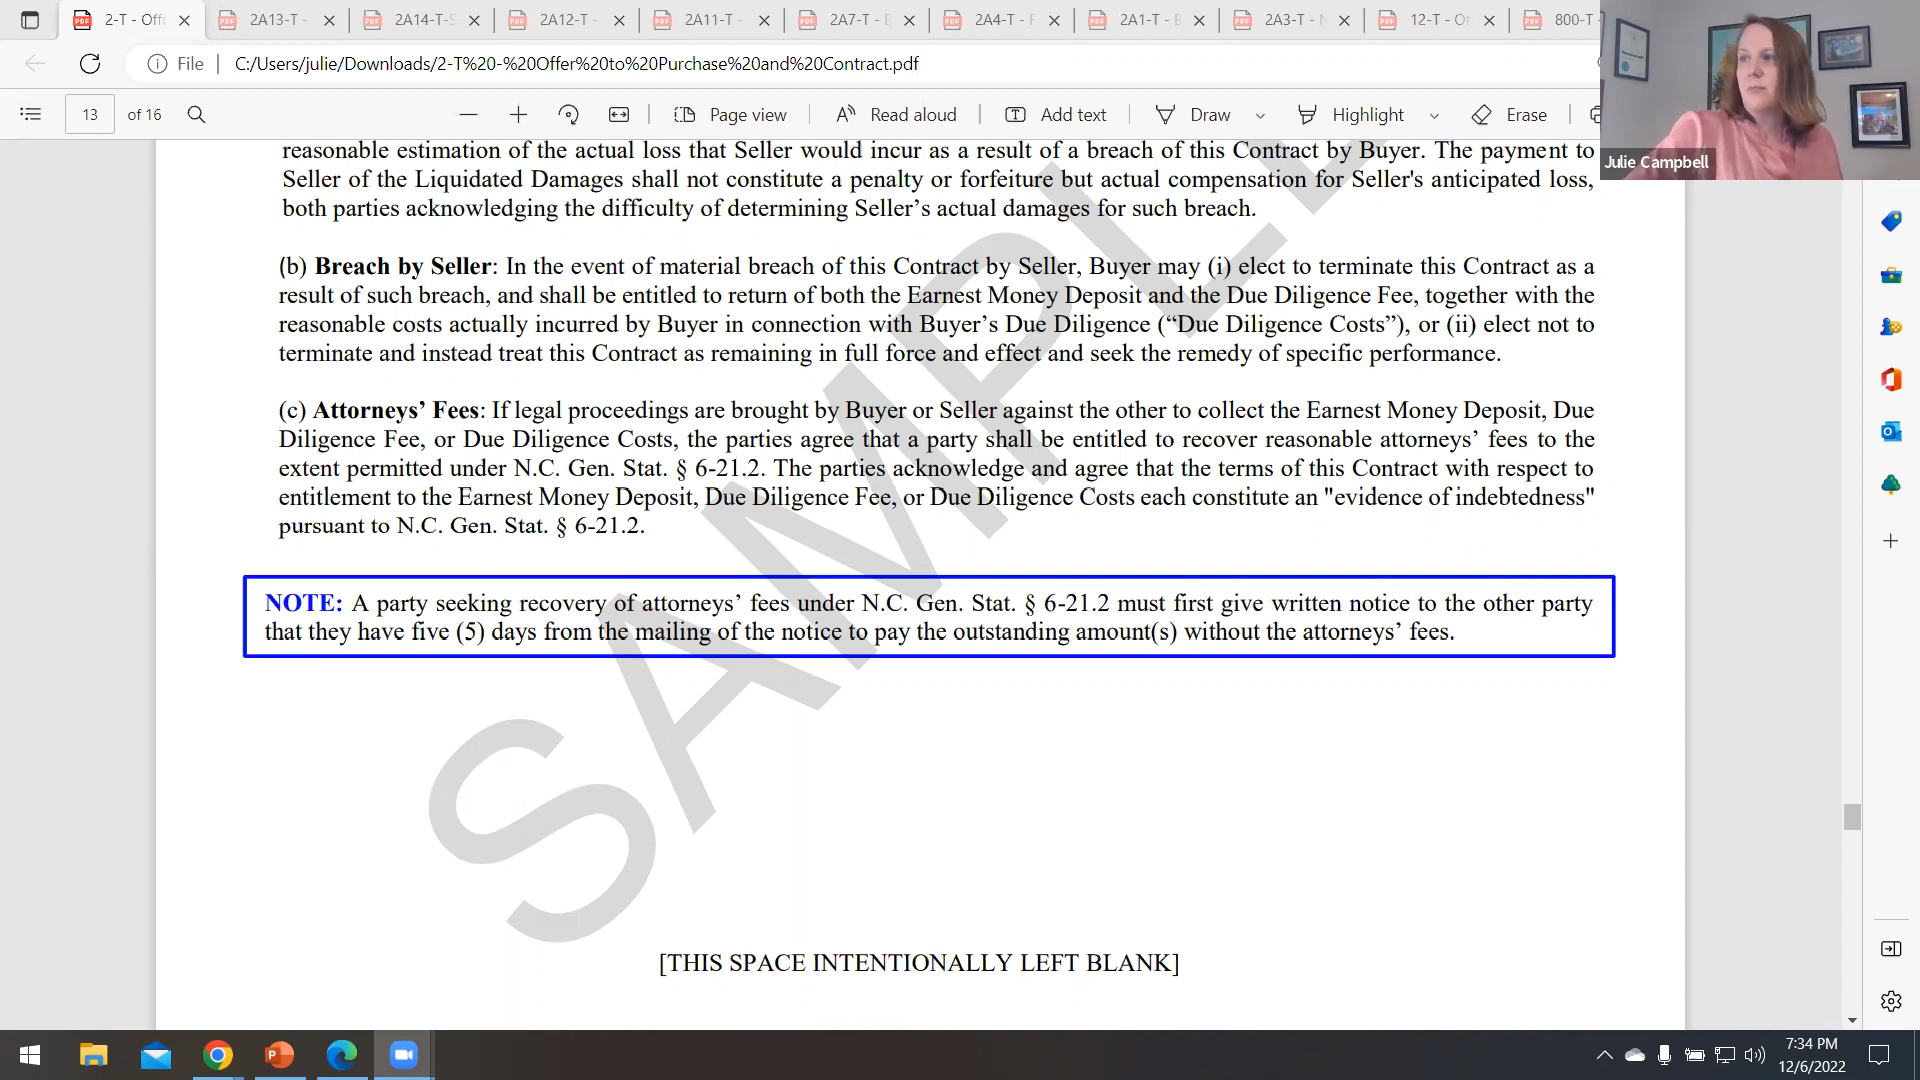 2-T - Off
2A13-T -
2A14-T-S
2A12-T -
2A11-T -
2A7-T - B
2A4-T - F
2A1-T - B
2A3-T - N
12-T - Of
800-T -
File
C:/Users/julie/Downloads/2-T%20-%20Offer%20to%20Purchase%20and%20Contract.pdf
13 of 16
Page view
Read aloud
Add text
Draw
Highlight
Erase
Julie Campbell
reasonable estimation of the actual loss that Seller would incur as a result of a breach of this Contract by Buyer. The payment to
Seller of the Liquidated Damages shall not constitute a penalty or forfeiture but actual compensation for Seller's anticipated loss,
both parties acknowledging the difficulty of determining Seller’s actual damages for such breach.
(b) Breach by Seller: In the event of material breach of this Contract by Seller, Buyer may (i) elect to terminate this Contract as a
result of such breach, and shall be entitled to return of both the Earnest Money Deposit and the Due Diligence Fee, together with the
reasonable costs actually incurred by Buyer in connection with Buyer’s Due Diligence (“Due Diligence Costs”), or (ii) elect not to
terminate and instead treat this Contract as remaining in full force and effect and seek the remedy of specific performance.
(c) Attorneys’ Fees: If legal proceedings are brought by Buyer or Seller against the other to collect the Earnest Money Deposit, Due
Diligence Fee, or Due Diligence Costs, the parties agree that a party shall be entitled to recover reasonable attorneys’ fees to the
extent permitted under N.C. Gen. Stat. § 6-21.2. The parties acknowledge and agree that the terms of this Contract with respect to
entitlement to the Earnest Money Deposit, Due Diligence Fee, or Due Diligence Costs each constitute an "evidence of indebtedness"
pursuant to N.C. Gen. Stat. § 6-21.2.
NOTE: A party seeking recovery of attorneys’ fees under N.C. Gen. Stat. § 6-21.2 must first give written notice to the other party
that they have five (5) days from the mailing of the notice to pay the outstanding amount(s) without the attorneys’ fees.
SAMPLE
[THIS SPACE INTENTIONALLY LEFT BLANK]
7:34 PM
12/6/2022